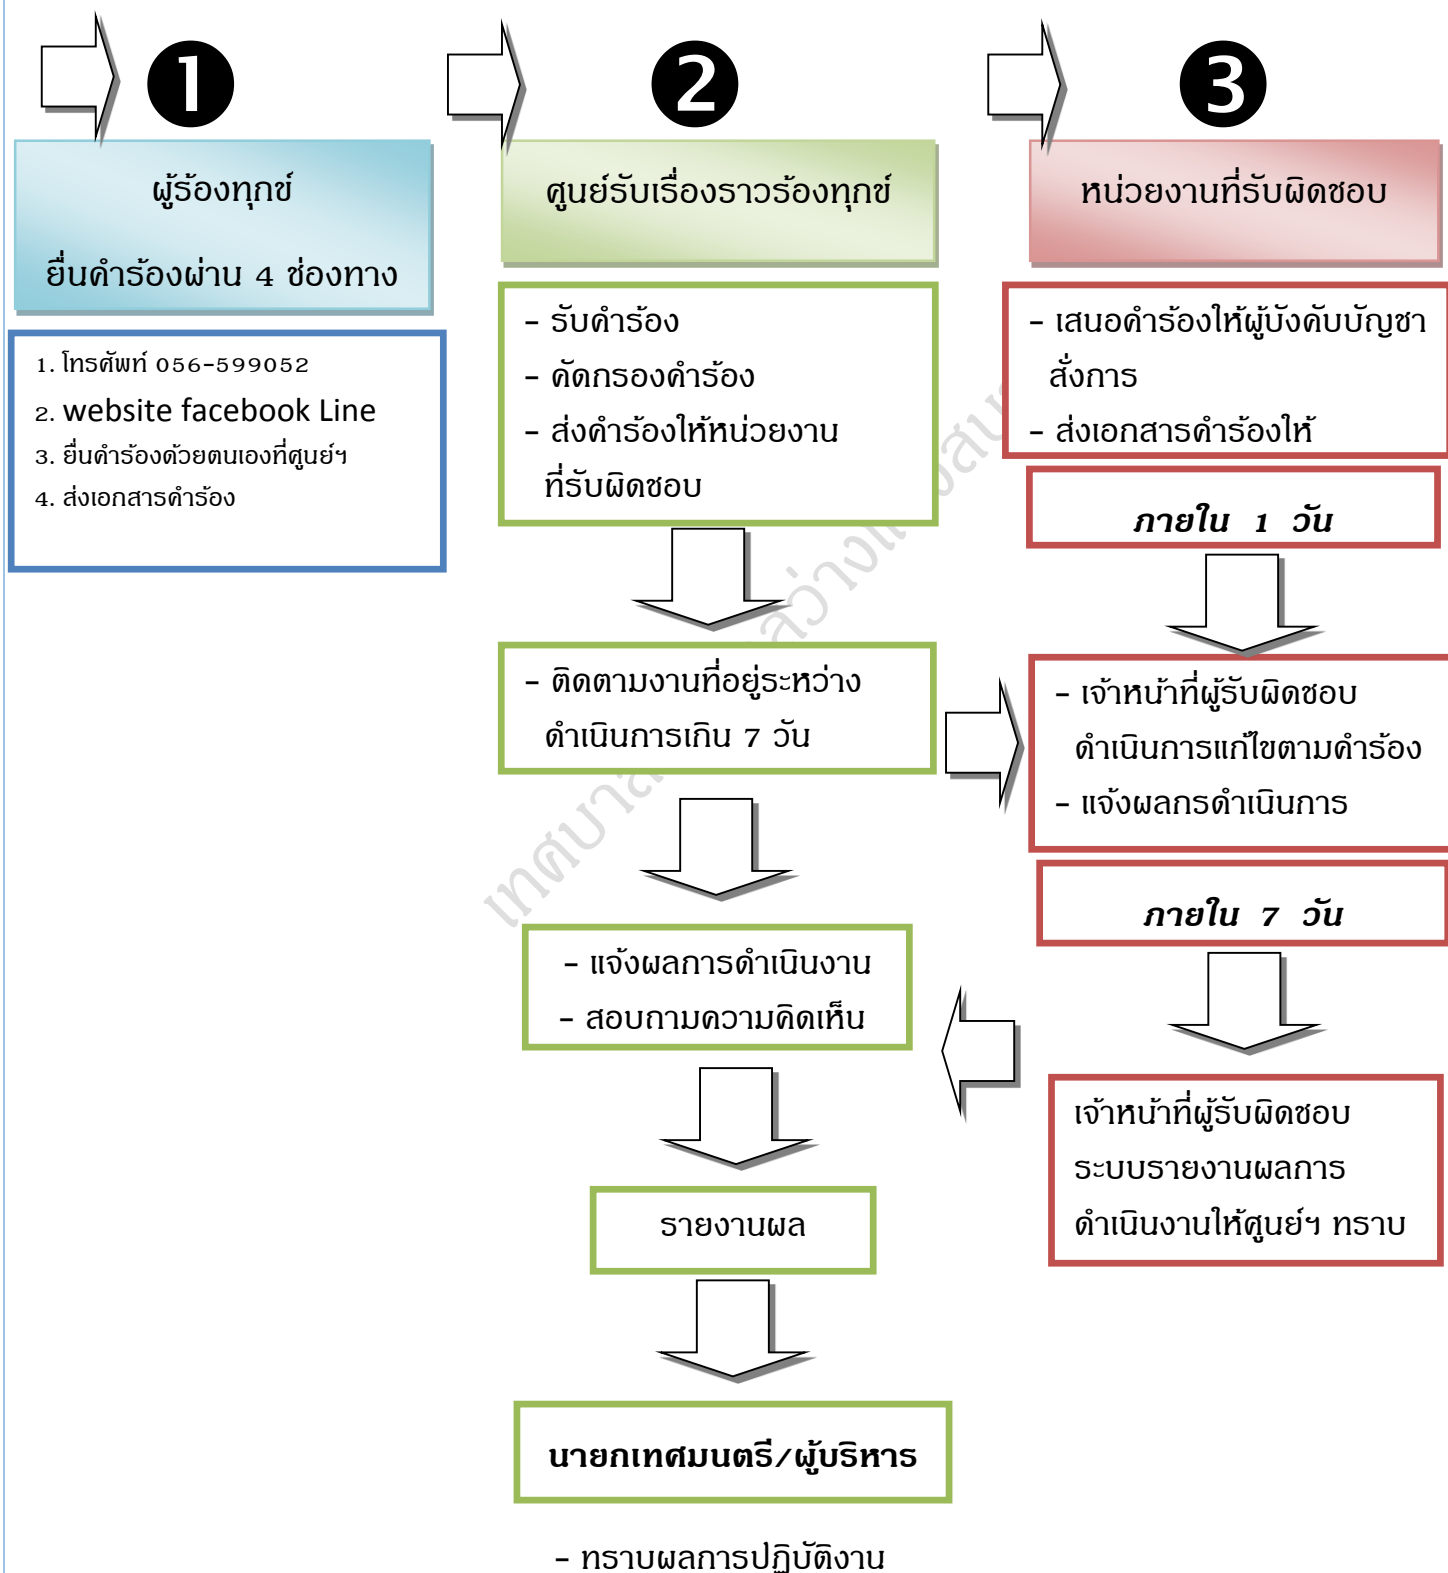 1
ผู้ร้องทุกข์
ยื่นคำร้องผ่าน 4 ช่องทาง
1. โทรศัพท์ 056-599052
2. website facebook Line
3. ยื่นคำร้องด้วยตนเองที่ศูนย์ฯ
4. ส่งเอกสารคำร้อง
2
ศูนย์รับเรื่องราวร้องทุกข์
- รับคำร้อง
- คัดกรองคำร้อง
- ส่งคำร้องให้หน่วยงาน
ที่รับผิดชอบ
- ติดตามงานที่อยู่ระหว่าง
ดำเนินการเกิน 7 วัน
- แจ้งผลการดำเนินงาน
- สอบถามความคิดเห็น
รายงานผล
นายกเทศมนตรี/ผู้บริหาร
- ทราบผลการปฏิบัติงาน
3
หน่วยงานที่รับผิดชอบ
- เสนอคำร้องให้ผู้บังคับบัญชา
สั่งการ
- ส่งเอกสารคำร้องให้
ภายใน 1 วัน
- เจ้าหน้าที่ผู้รับผิดชอบ
ดำเนินการแก้ไขตามคำร้อง
- แจ้งผลกรดำเนินการ
ภายใน 7 วัน
เจ้าหน้าที่ผู้รับผิดชอบ
ระบบรายงานผลการ
ดำเนินงานให้ศูนย์ฯ ทราบ